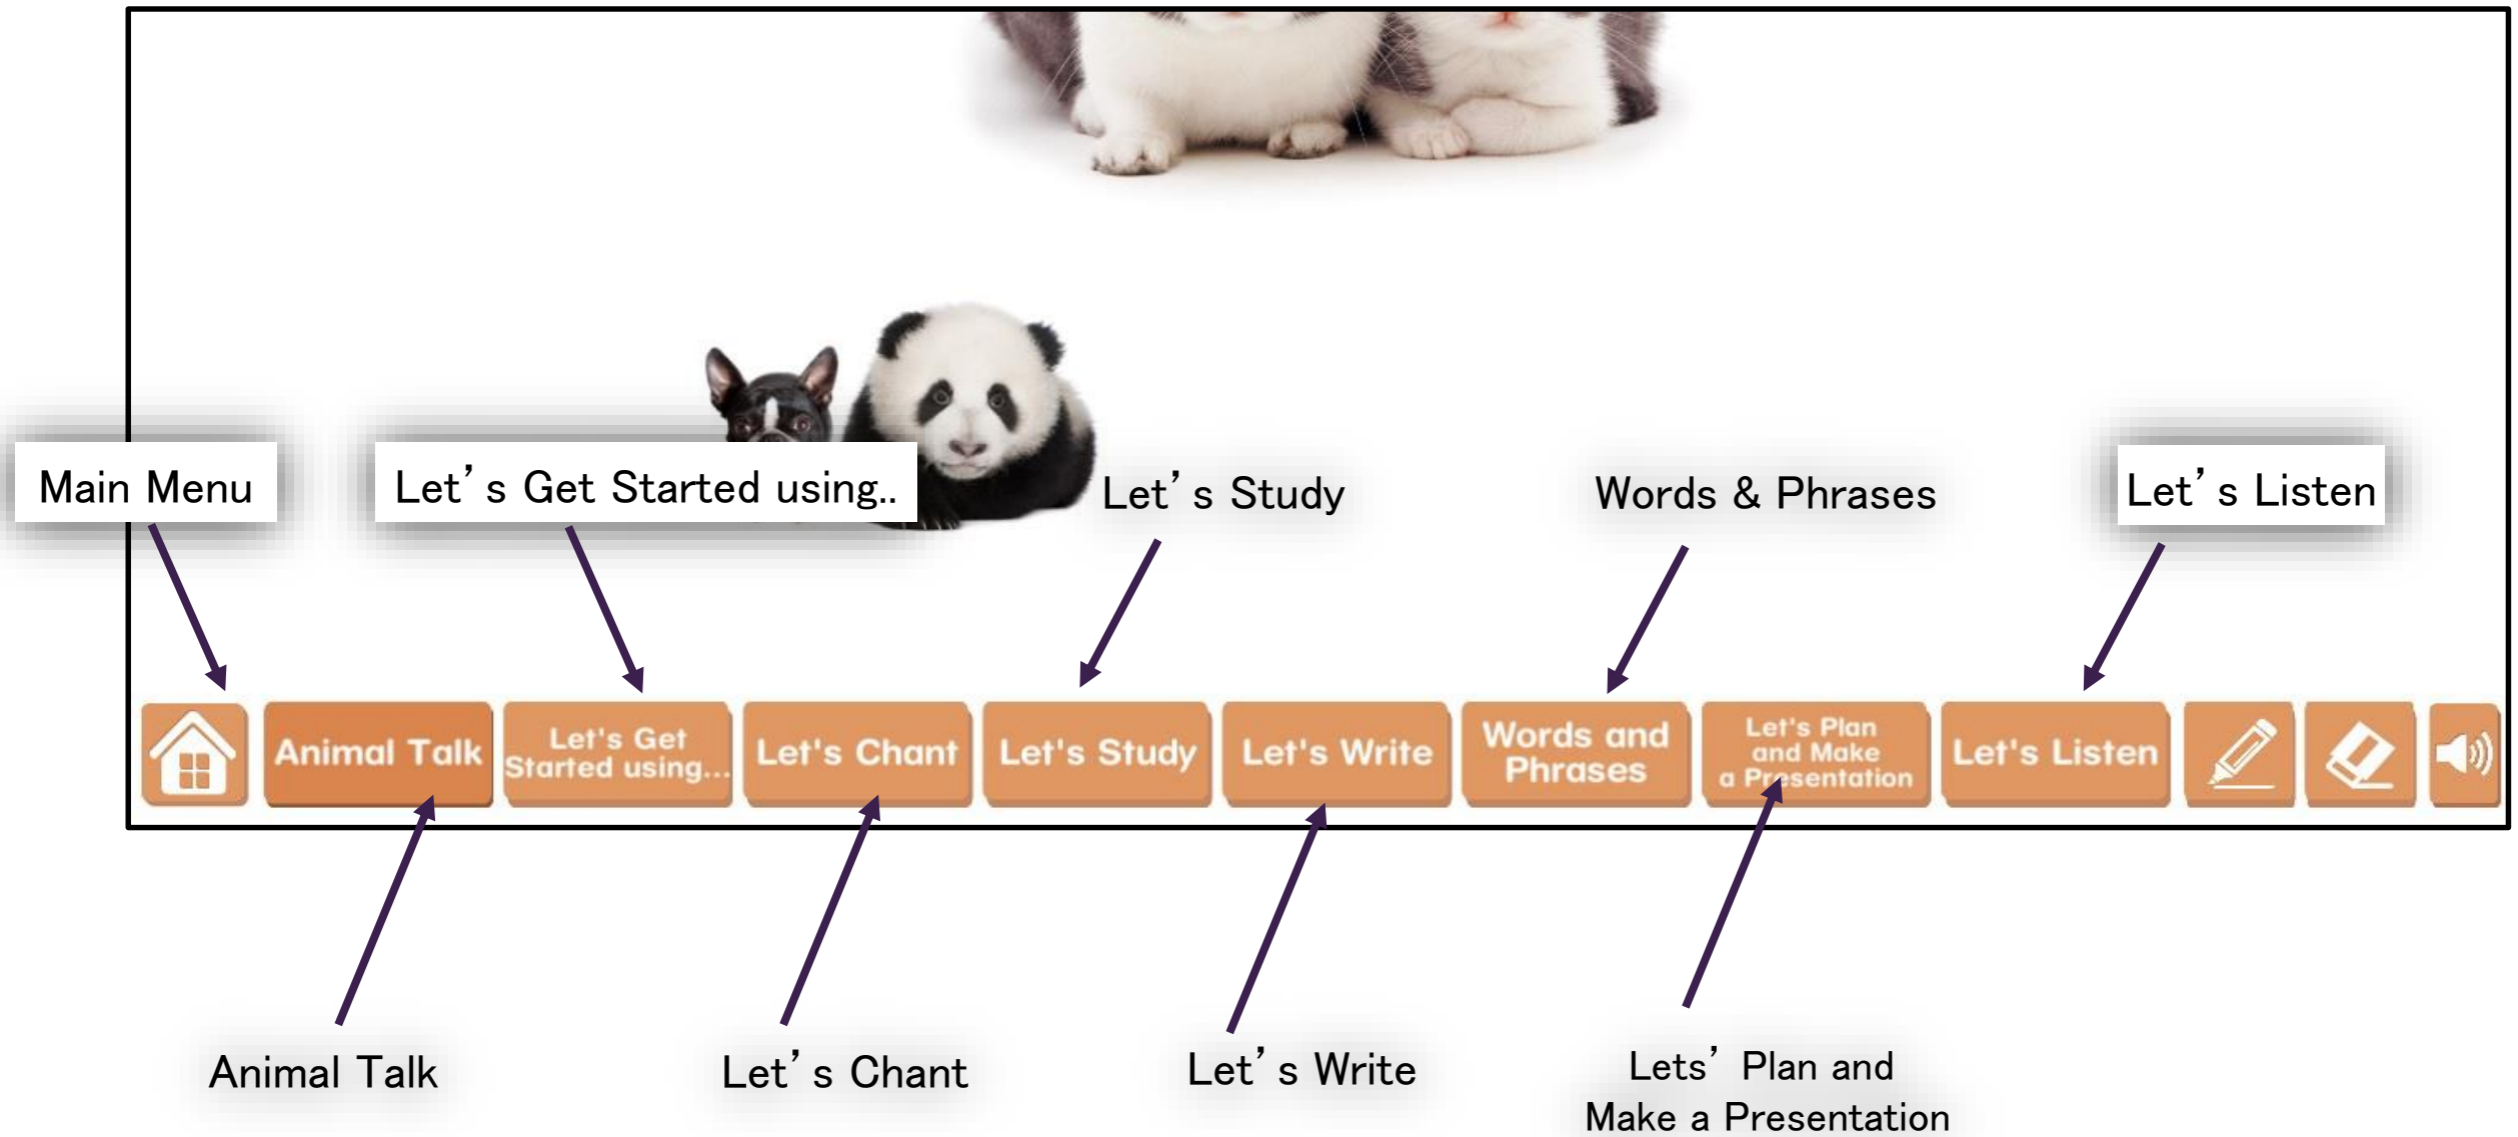 Main Menu
Let’s Get Started using..
Let’s Study
Words & Phrases
Let’s Listen
Animal Talk
Let's Get
Started using...
Let's Chant
Let's Study
Let's Write
Words and
Phrases
Let's Plan
and Make
a Presentation
Let's Listen
Animal Talk
Let’s Chant
Let’s Write
Lets’ Plan and
Make a Presentation